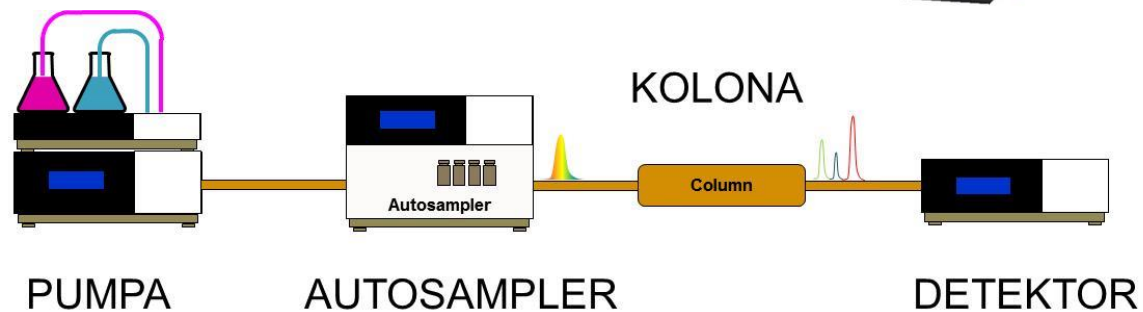 KOLONA
Column
Autosampler
PUMPA
AUTOSAMPLER
DETEKTOR